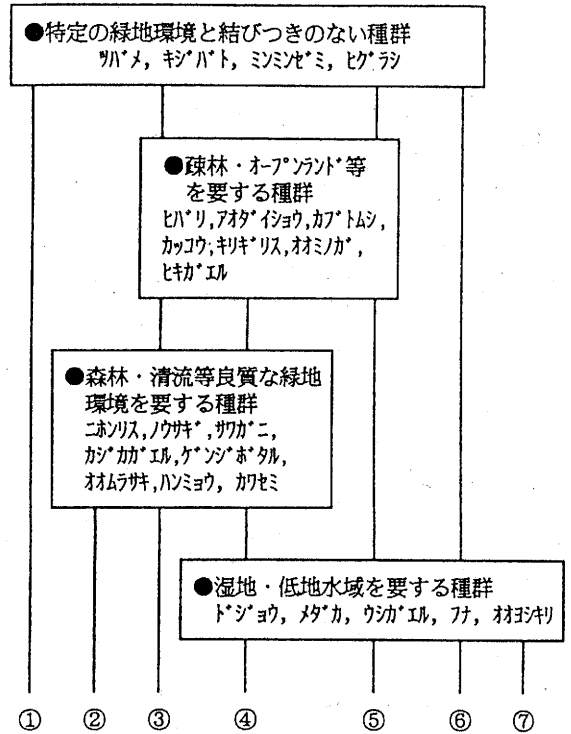 ●特定の緑地環境と結びつきのない種群
ﾂﾊﾞﾒ, ｷｼﾞﾊﾞﾄ, ﾐﾝﾐﾝｾﾞﾐ, ﾋｸﾞﾗｼ
●疎林・ｵｰﾌﾟﾝﾗﾝﾄﾞ等
を要する種群
ﾋﾊﾞﾘ,ｱｵﾀﾞｲｼｮｳ,ｶﾌﾞﾄﾑｼ,
ｶｯｺｳ,ｷﾘｷﾞﾘｽ,ｵｵﾐﾉｶﾞ,
ﾋｷｶﾞｴﾙ
●森林・清流等良質な緑地
環境を要する種群
ﾆﾎﾝﾘｽ,ﾉｳｻｷﾞ,ｻﾜｶﾞﾆ,
ｶｼﾞｶｶﾞｴﾙ,ｹﾞﾝｼﾞﾎﾞﾀﾙ,
ｵｵﾑﾗｻｷ,ﾊﾝﾐｮｳ, ｶﾜｾﾐ
●湿地・低地水域を要する種群
ﾄﾞｼﾞｮｳ, ﾒﾀﾞｶ, ｳｼｶﾞｴﾙ, ﾌﾅ, ｵｵﾖｼｷﾘ
① ② ③ ④ ⑤ ⑥ ⑦